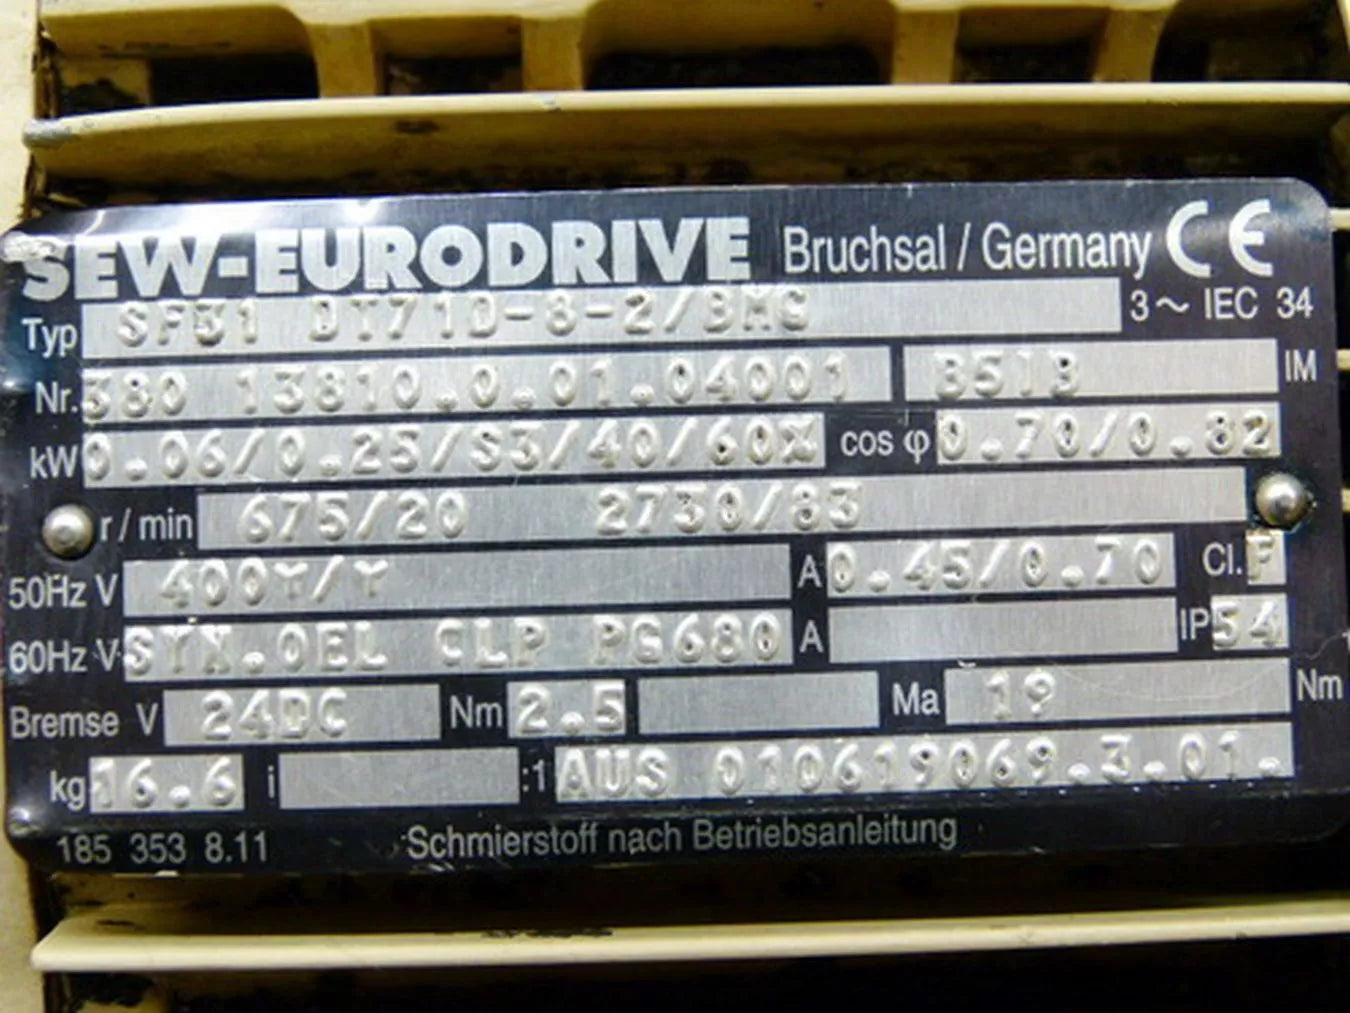 SEW-EURODRIVE Bruchsal / Germany CE
Typ SF31 DT71D-8-2/BMG 3~ IEC 34
Nr. 380 13810.0.01.04001 B5IB IM
kW 0.06/0.25/S3/40/60% cos φ 0.70/0.82
r / min 675/20 2730/83
50Hz V 400Y/Y A 0.45/0.70 Cl. F
60Hz V SYN.OEL CLP PG680 A IP 54
Bremse V 24DC Nm 2.5 Ma 19 Nm
kg 16.6 i :1 AUS 010619069.3.01.
185 353 8.11 Schmierstoff nach Betriebsanleitung